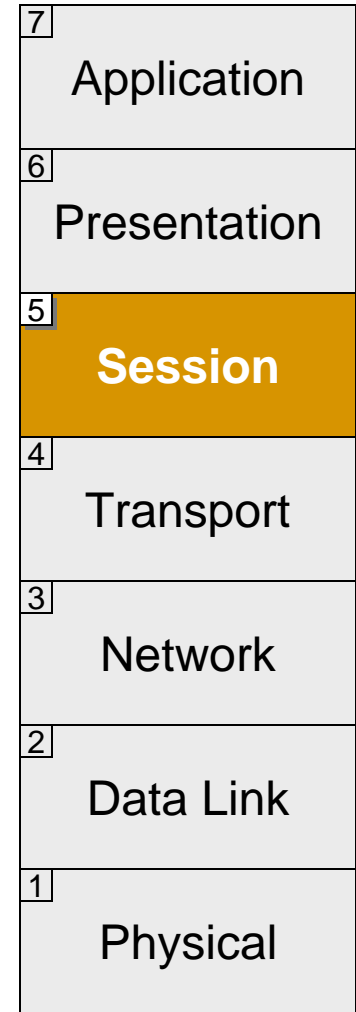 7
Application
6
Presentation
5
Session
4
Transport
3
Network
2
Data Link
1
Physical